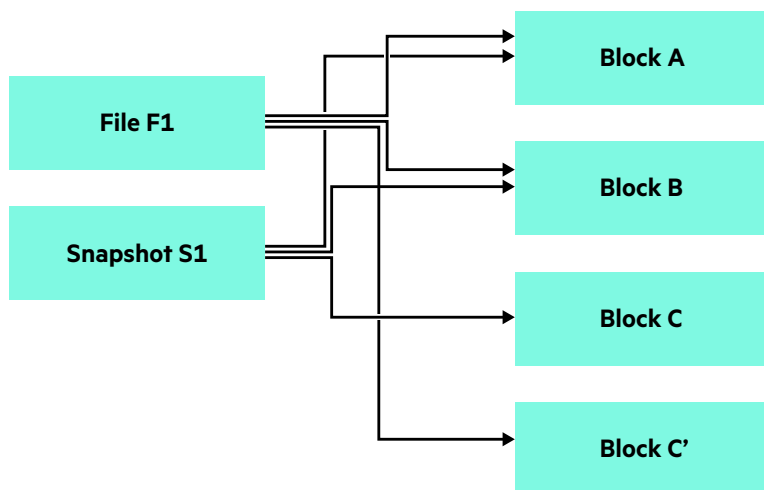 File F1
Snapshot S1
Block A
Block B
Block C
Block C’